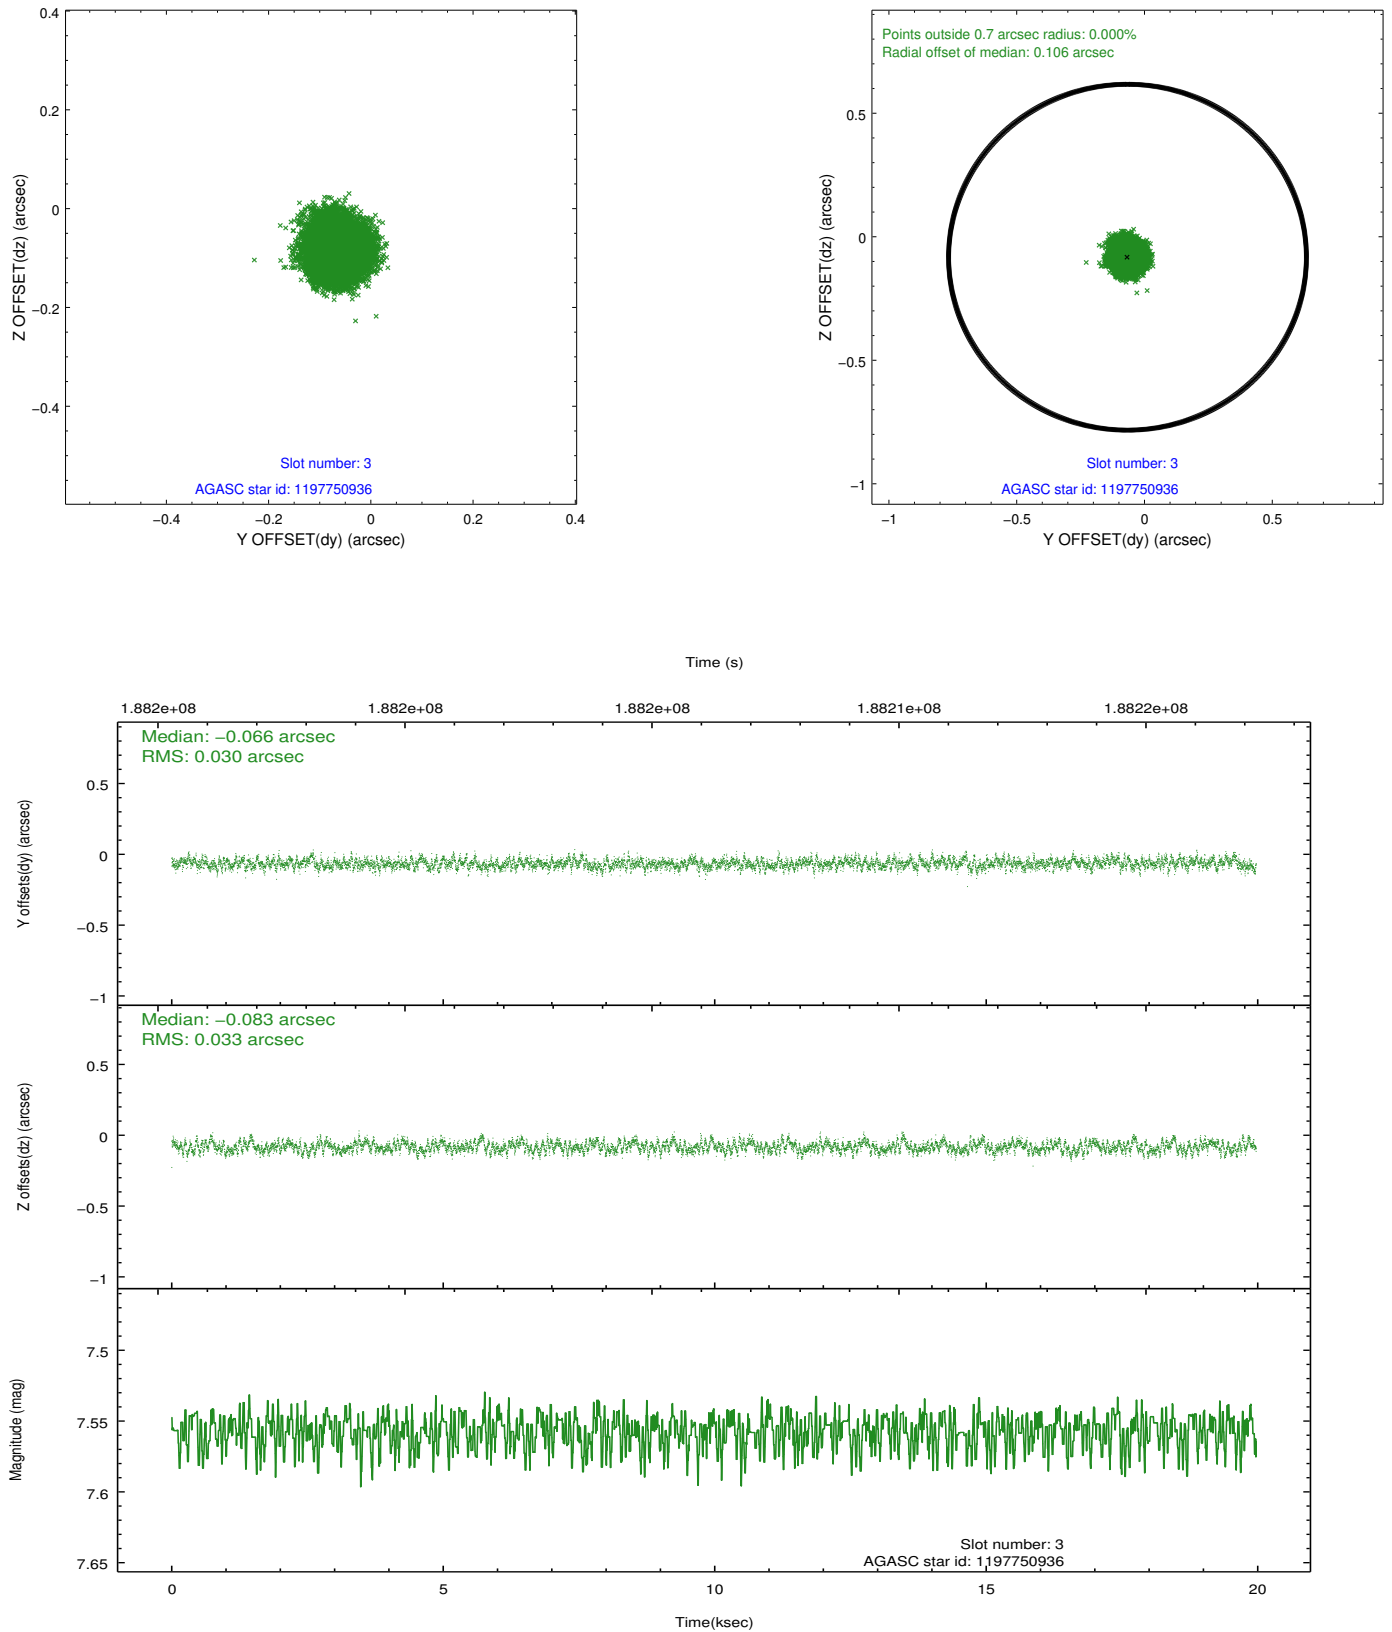 0.4
0.2
0
−0.2
−0.4
Z OFFSET(dz) (arcsec)
Slot number: 3
AGASC star id: 1197750936
−0.4 −0.2 0 0.2 0.4
Y OFFSET(dy) (arcsec)
Points outside 0.7 arcsec radius: 0.000%
Radial offset of median: 0.106 arcsec
0.5
0
−0.5
−1
Z OFFSET(dz) (arcsec)
Slot number: 3
AGASC star id: 1197750936
−1 −0.5 0 0.5
Y OFFSET(dy) (arcsec)
Time (s)
1.882e+08 1.882e+08 1.882e+08 1.8821e+08 1.8822e+08
Median: −0.066 arcsec
RMS: 0.030 arcsec
0.5
0
−0.5
−1
Y offsets(dy) (arcsec)
Median: −0.083 arcsec
RMS: 0.033 arcsec
0.5
0
−0.5
−1
Z offsets(dz) (arcsec)
7.5
7.55
7.6
7.65
Magnitude (mag)
Slot number: 3
AGASC star id: 1197750936
0 5 10 15 20
Time(ksec)